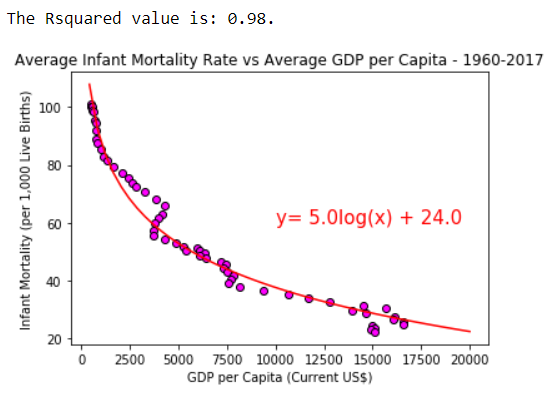 The Rsquared value is: 0.98.
Average Infant Mortality Rate vs Average GDP per Capita - 1960-2017
Infant Mortality (per 1,000 Live Births)
100
80
60
40
20
y= 5.0log(x) + 24.0
0 2500 5000 7500 10000 12500 15000 17500 20000
GDP per Capita (Current US$)